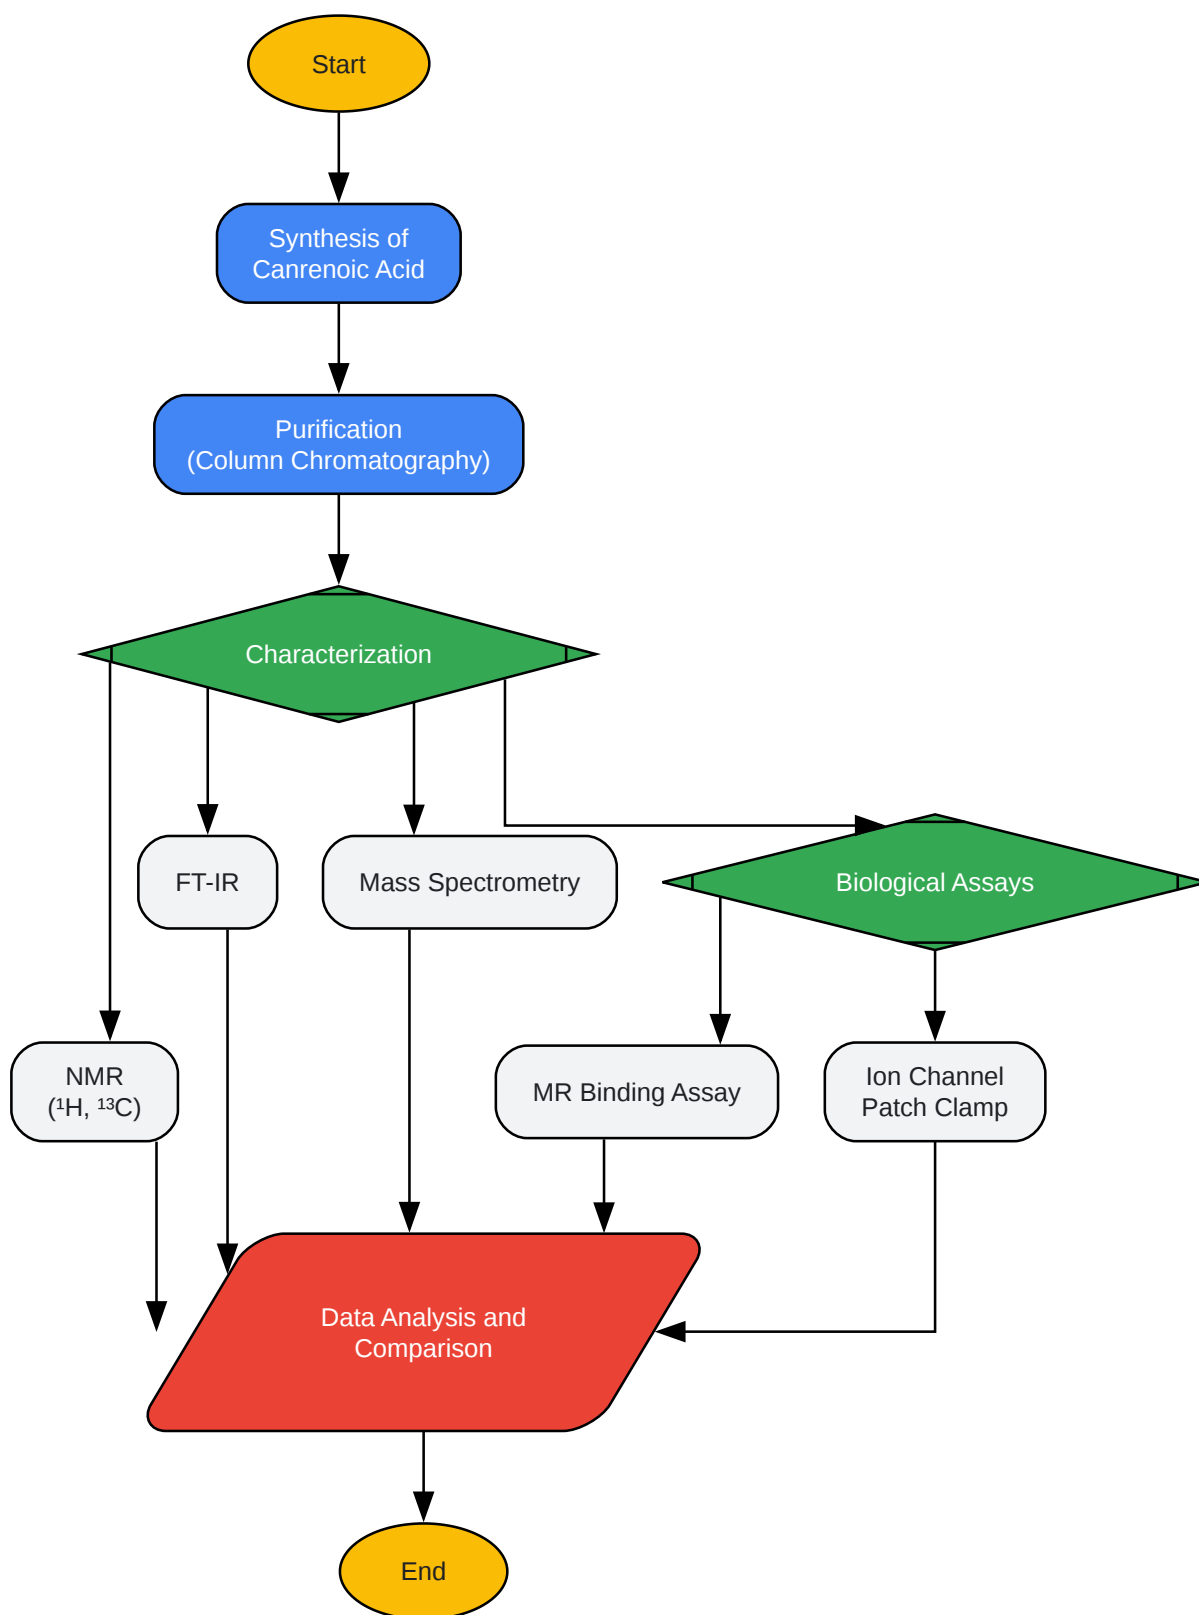 Start
Synthesis of
Canrenoic Acid
Purification
(Column Chromatography)
Characterization
FT-IR
Mass Spectrometry
Biological Assays
NMR
(¹H, ¹³C)
MR Binding Assay
Ion Channel
Patch Clamp
Data Analysis and
Comparison
End